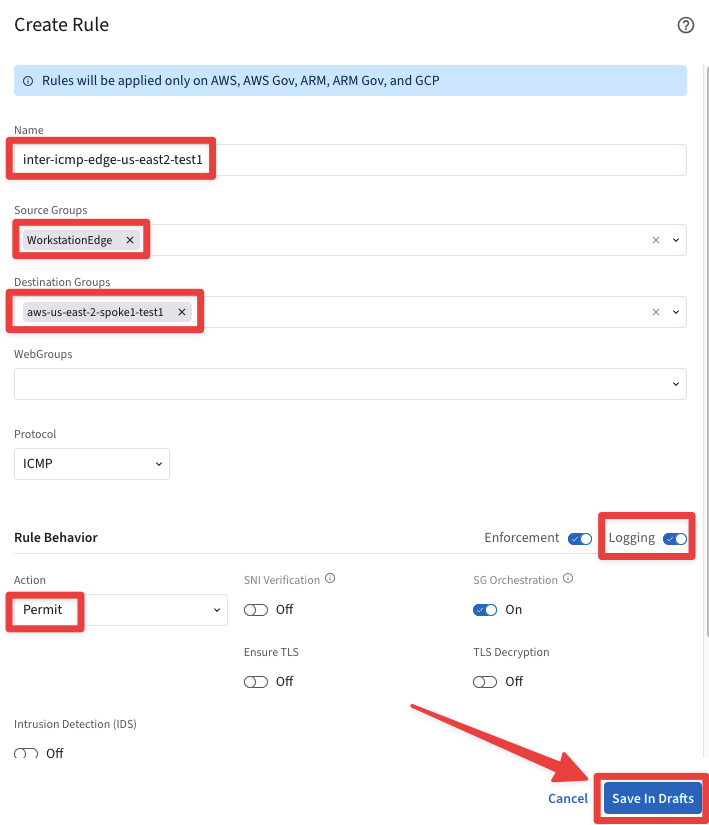 Create Rule
Rules will be applied only on AWS, AWS Gov, ARM, ARM Gov, and GCP
Name
inter-icmp-edge-us-east2-test1
Source Groups
WorkstationEdge
Destination Groups
aws-us-east-2-spoke1-test1
WebGroups
Protocol
ICMP
Rule Behavior Enforcement Logging
Action SNI Verification SG Orchestration
Permit Off On
Ensure TLS TLS Decryption
Off Off
Intrusion Detection (IDS)
Off
Cancel Save In Drafts